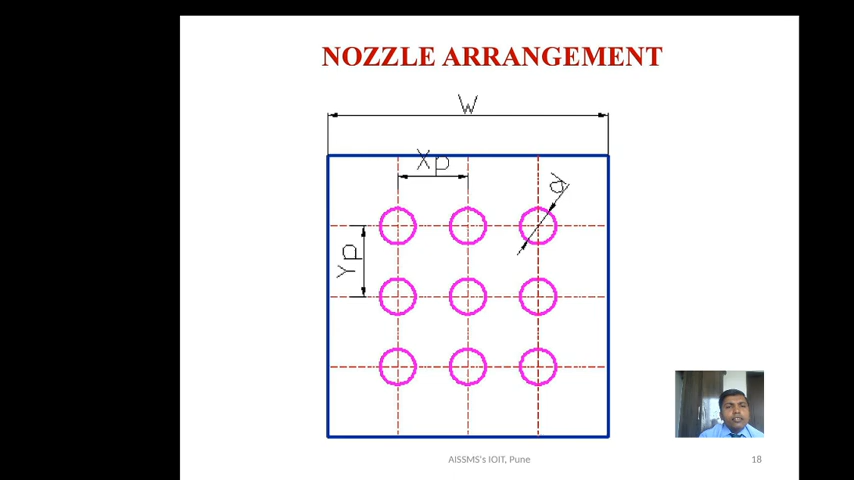 NOZZLE ARRANGEMENT
W
Xp
d
Yp
AISSMS's IOIT, Pune
18